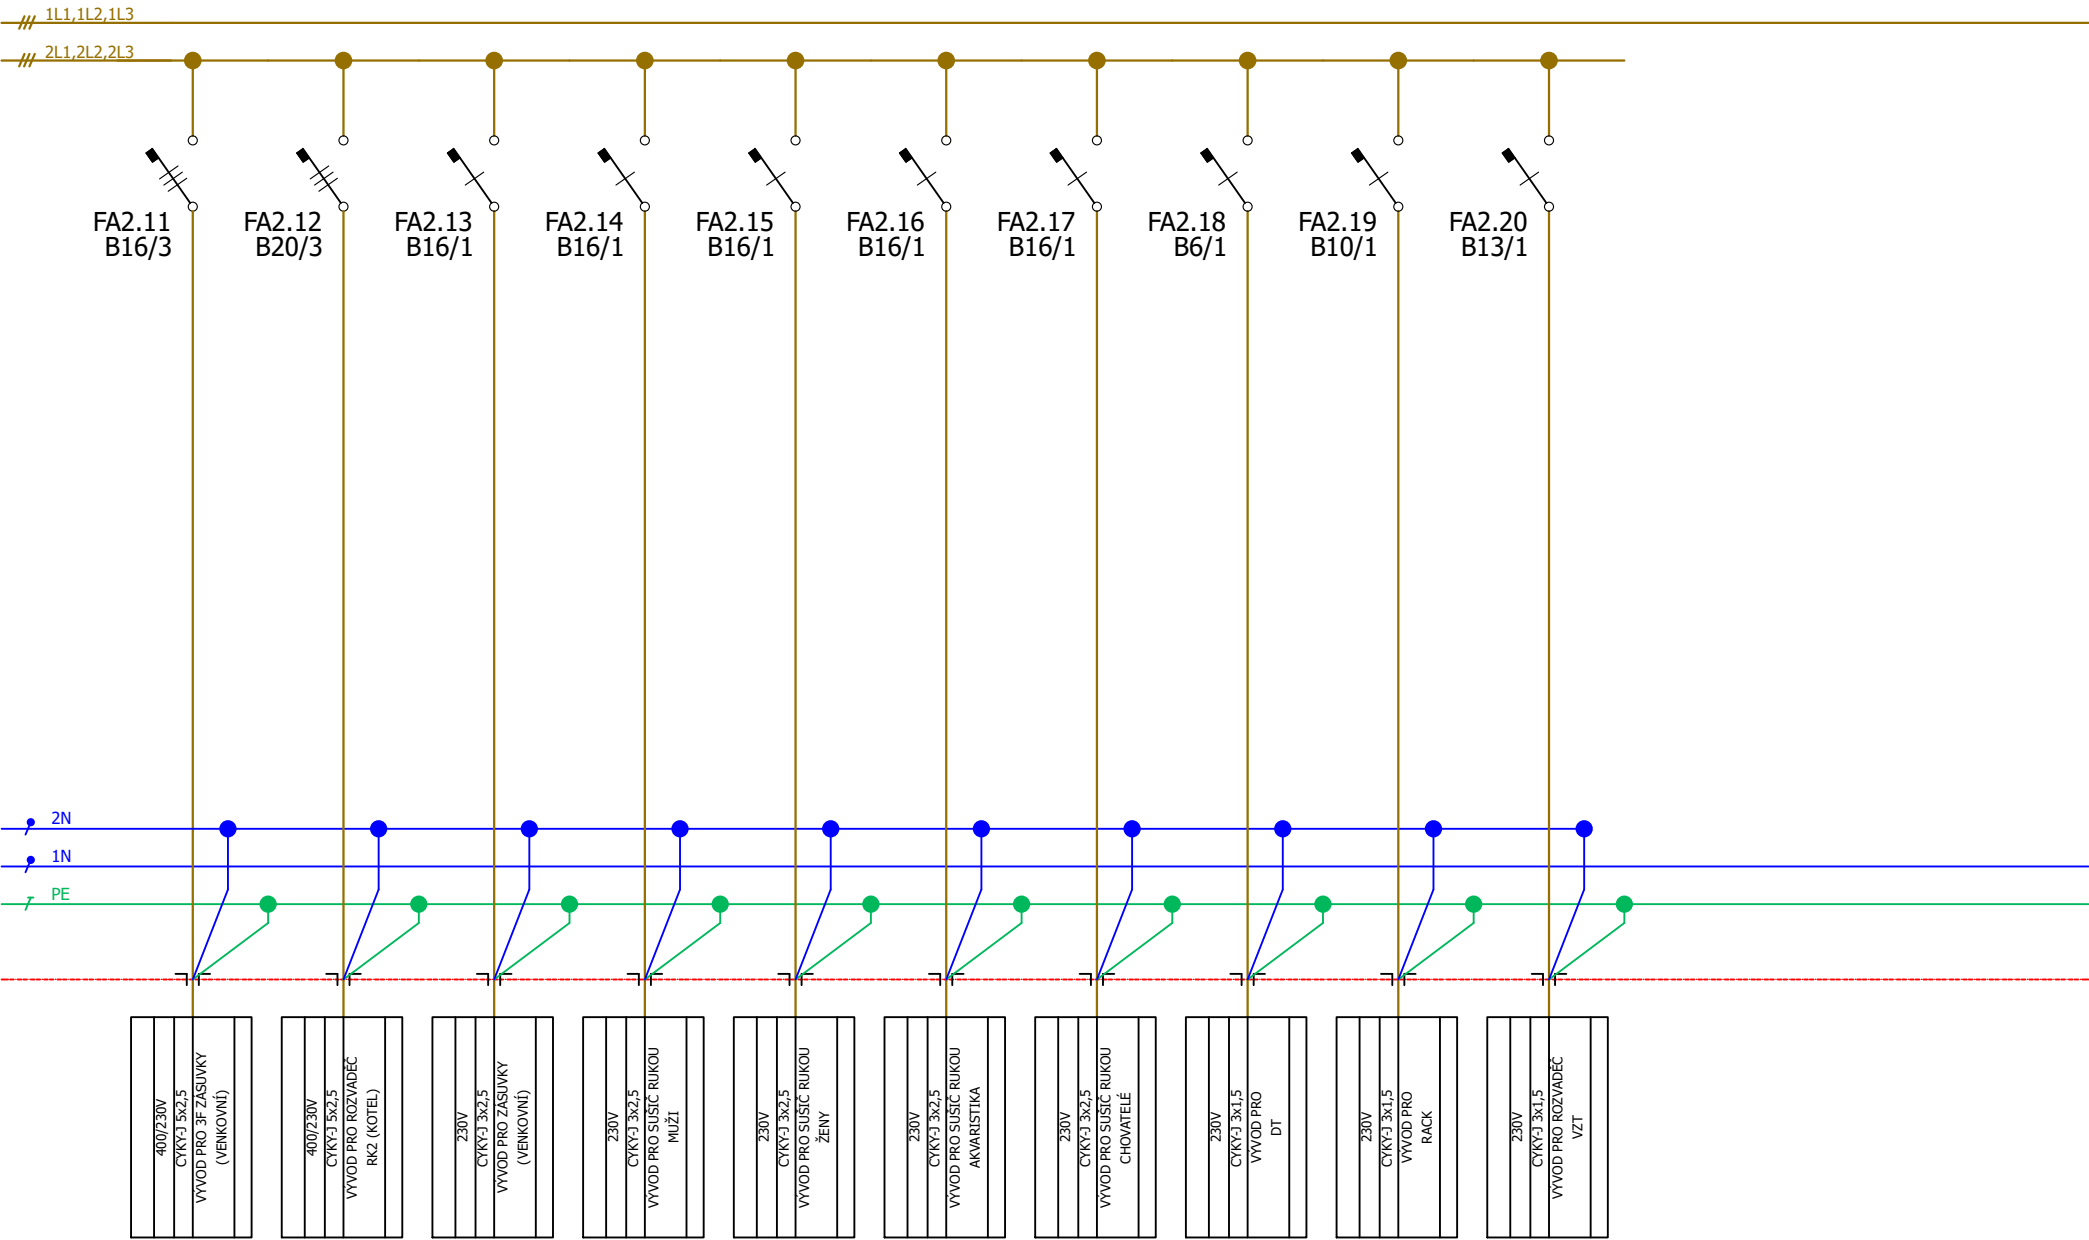 1L1,1L2,1L3
2L1,2L2,2L3
FA2.11
B16/3
FA2.12
B20/3
FA2.13
B16/1
FA2.14
B16/1
FA2.15
B16/1
FA2.16
B16/1
FA2.17
B16/1
FA2.18
B6/1
FA2.19
B10/1
FA2.20
B13/1
2N
1N
PE
400/230V
CYKY-J 5x2,5
VÝVOD PRO 3F ZÁSUVKY
(VENKOVNÍ)
400/230V
CYKY-J 5x2,5
VÝVOD PRO ROZVADĚČ
RK2 (KOTEL)
230V
CYKY-J 3x2,5
VÝVOD PRO ZÁSUVKY
(VENKOVNÍ)
230V
CYKY-J 3x2,5
VÝVOD PRO SUŠIČ RUKOU
MUŽI
230V
CYKY-J 3x2,5
VÝVOD PRO SUŠIČ RUKOU
ŽENY
230V
CYKY-J 3x2,5
VÝVOD PRO SUŠIČ RUKOU
AKVARISTIKA
230V
CYKY-J 3x2,5
VÝVOD PRO SUŠIČ RUKOU
CHOVATELÉ
230V
CYKY-J 3x1,5
VÝVOD PRO
DT
230V
CYKY-J 3x1,5
VÝVOD PRO
RACK
230V
CYKY-J 3x1,5
VÝVOD PRO ROZVADĚČ
VZT